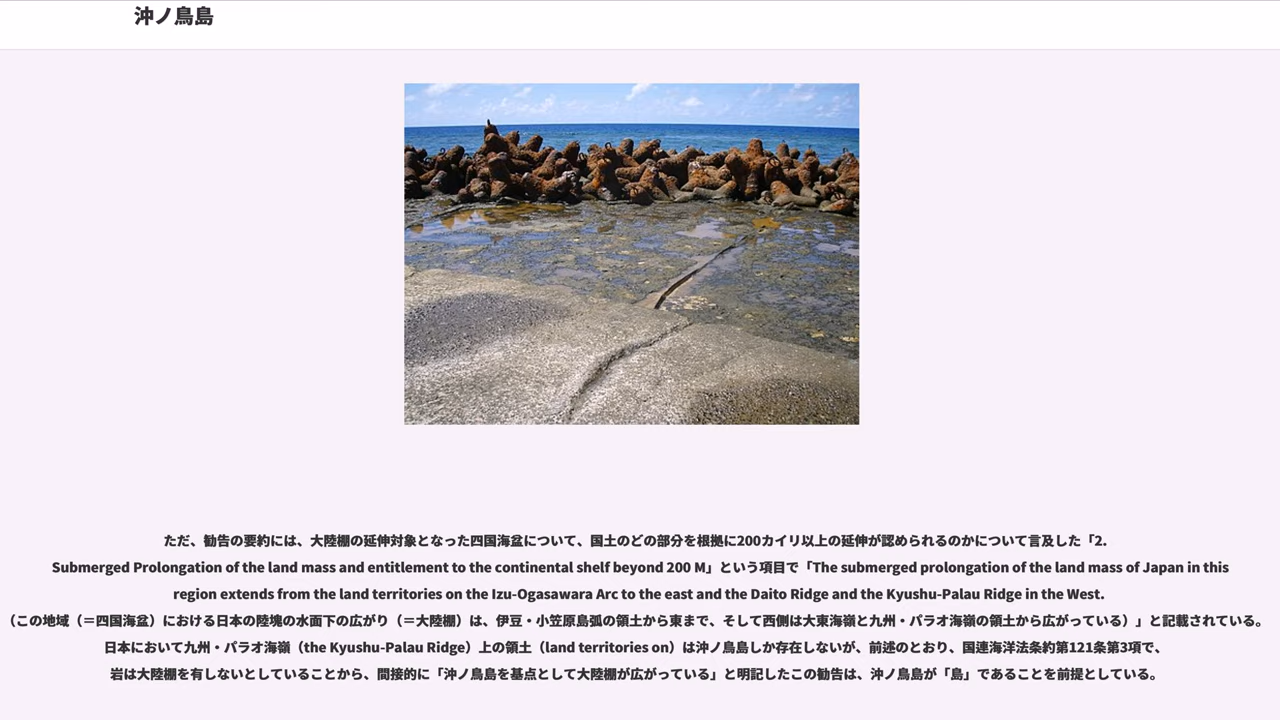 沖ノ鳥島
ただ、勧告の要約には、大陸棚の延伸対象となった四国海盆について、国土のどの部分を根拠に200カイリ以上の延伸が認められるのかについて言及した「2.
Submerged Prolongation of the land mass and entitlement to the continental shelf beyond 200 M」という項目で「The submerged prolongation of the land mass of Japan in this
region extends from the land territories on the Izu-Ogasawara Arc to the east and the Daito Ridge and the Kyushu-Palau Ridge in the West.
（この地域（＝四国海盆）における日本の陸塊の水面下の広がり（＝大陸棚）は、伊豆・小笠原島弧の領土から東まで、そして西側は大東海嶺と九州・パラオ海嶺の領土から広がっている）」と記載されている。
日本において九州・パラオ海嶺（the Kyushu-Palau Ridge）上の領土（land territories on）は沖ノ鳥島しか存在しないが、前述のとおり、国連海洋法条約第121条第3項で、
岩は大陸棚を有しないとしていることから、間接的に「沖ノ鳥島を基点として大陸棚が広がっている」と明記したこの勧告は、沖ノ鳥島が「島」であることを前提としている。